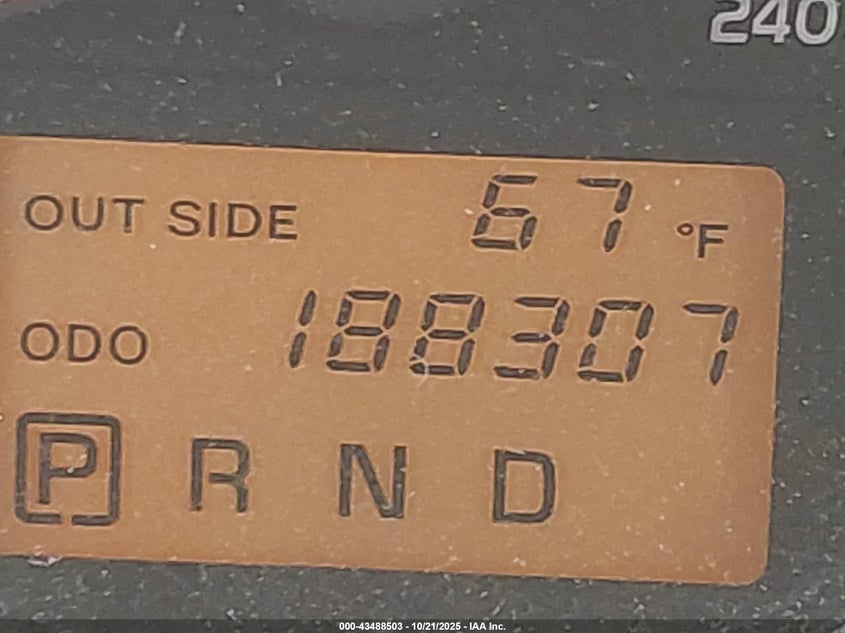 240
OUT SIDE 67 °F
ODO 188307
P R N D
000-43488503 - 10/21/2025 - IAA Inc.